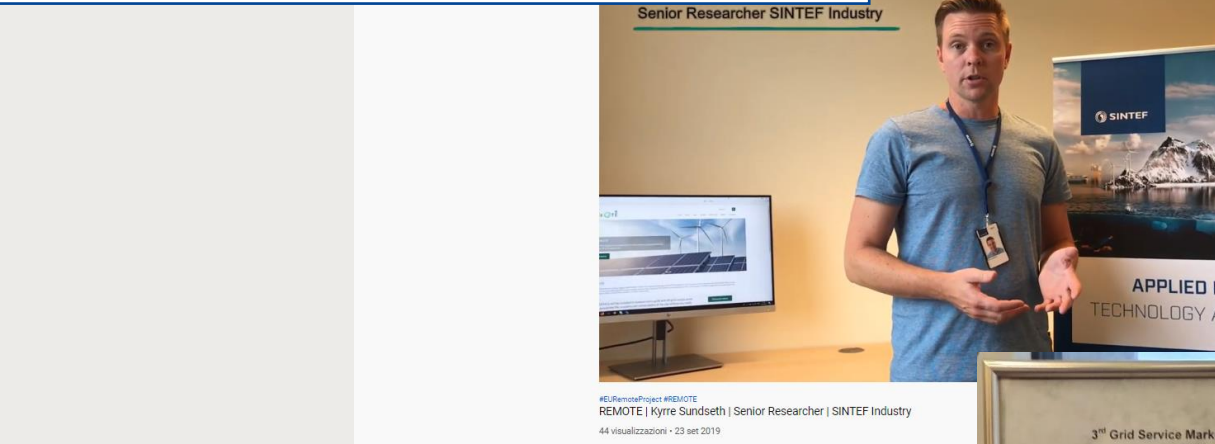 Senior Researcher SINTEF Industry
SINTEF
APPLIED
TECHNOLOGY
#EURemoteProject #REMOTE
REMOTE | Kyrre Sundseth | Senior Researcher | SINTEF Industry
44 visualizzazioni • 23 set 2019
3rd Grid Service Mark